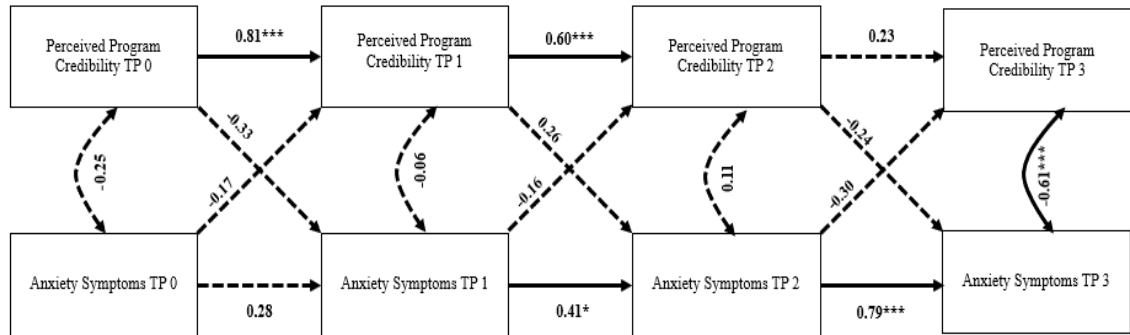 Perceived Program
Credibility TP 0
0.81***
Perceived Program
Credibility TP 1
0.60***
Perceived Program
Credibility TP 2
0.23
Perceived Program
Credibility TP 3
-0.25
-0.33
-0.17
-0.06
0.26
-0.16
0.11
-0.24
-0.30
-0.61***
Anxiety Symptoms TP 0
0.28
Anxiety Symptoms TP 1
0.41*
Anxiety Symptoms TP 2
0.79***
Anxiety Symptoms TP 3